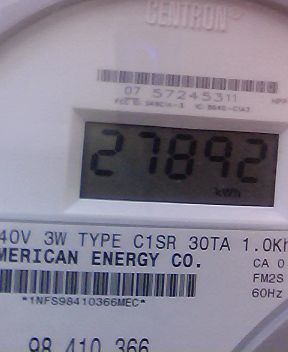 CENTRON®
07 57245311
27892
kWh
40V 3W TYPE C1SR 30TA 1.0Kh
MERICAN ENERGY CO.
CA 0
FM2S
60Hz
*1NFS98410366MEC*
98 410 366